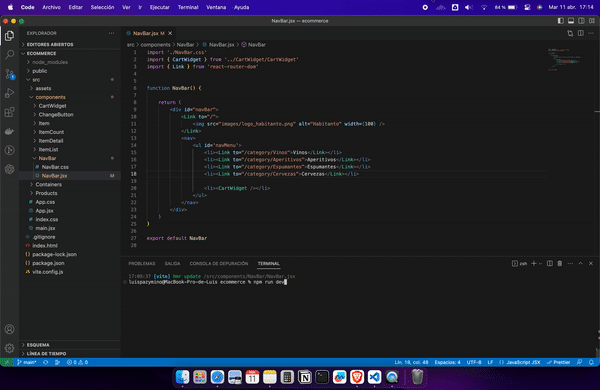 Code Archivo Editar Selección Ver Ir Ejecutar Terminal Ventana Ayuda 84 % Mar 11 abr. 17:14
NavBar.jsx — ecommerce
EXPLORADOR
EDITORES ABIERTOS
ECOMMERCE
node_modules
public
src
assets
components
CartWidget
ChangeButton
Item
ItemCount
ItemDetail
ItemList
NavBar
NavBar.css
NavBar.jsx M
Containers
Products
App.css
App.jsx
index.css
main.jsx
.gitignore
index.html
package-lock.json
package.json
vite.config.js
ESQUEMA
LÍNEA DE TIEMPO
NavBar.jsx M
src > components > NavBar > NavBar.jsx > NavBar
1 import './NavBar.css'
2 import { CartWidget } from '../CartWidget/CartWidget'
3 import { Link } from 'react-router-dom'
4
5
6 function NavBar() {
7
8 return (
9 <div id="navBar">
10 <Link to="/">
11 <img src="images/logo_habitanto.png" alt="Habitanto" width={100} />
12 </Link>
13 <nav>
14 <ul id='navMenu'>
15 <li><Link to="/category/Vinos">Vinos</Link></li>
16 <li><Link to="/category/Aperitivos">Aperitivos</Link></li>
17 <li><Link to="/category/Espumantes">Espumantes</Link></li>
18 <li><Link to="/category/Cervezas">Cervezas</Link></li>
19
20 <li><CartWidget /></li>
21 </ul>
22 </nav>
23 </div>
24 )
25 }
26
27 export default NavBar
28
PROBLEMAS SALIDA CONSOLA DE DEPURACIÓN TERMINAL zsh
[vite] hmr update /src/components/NavBar/NavBar.jsx
luispazymino@MacBook-Pro-de-Luis ecommerce % npm run dev
main* 0 0 Lín. 18, col. 48 Espacios: 4 UTF-8 LF JavaScript JSX Prettier